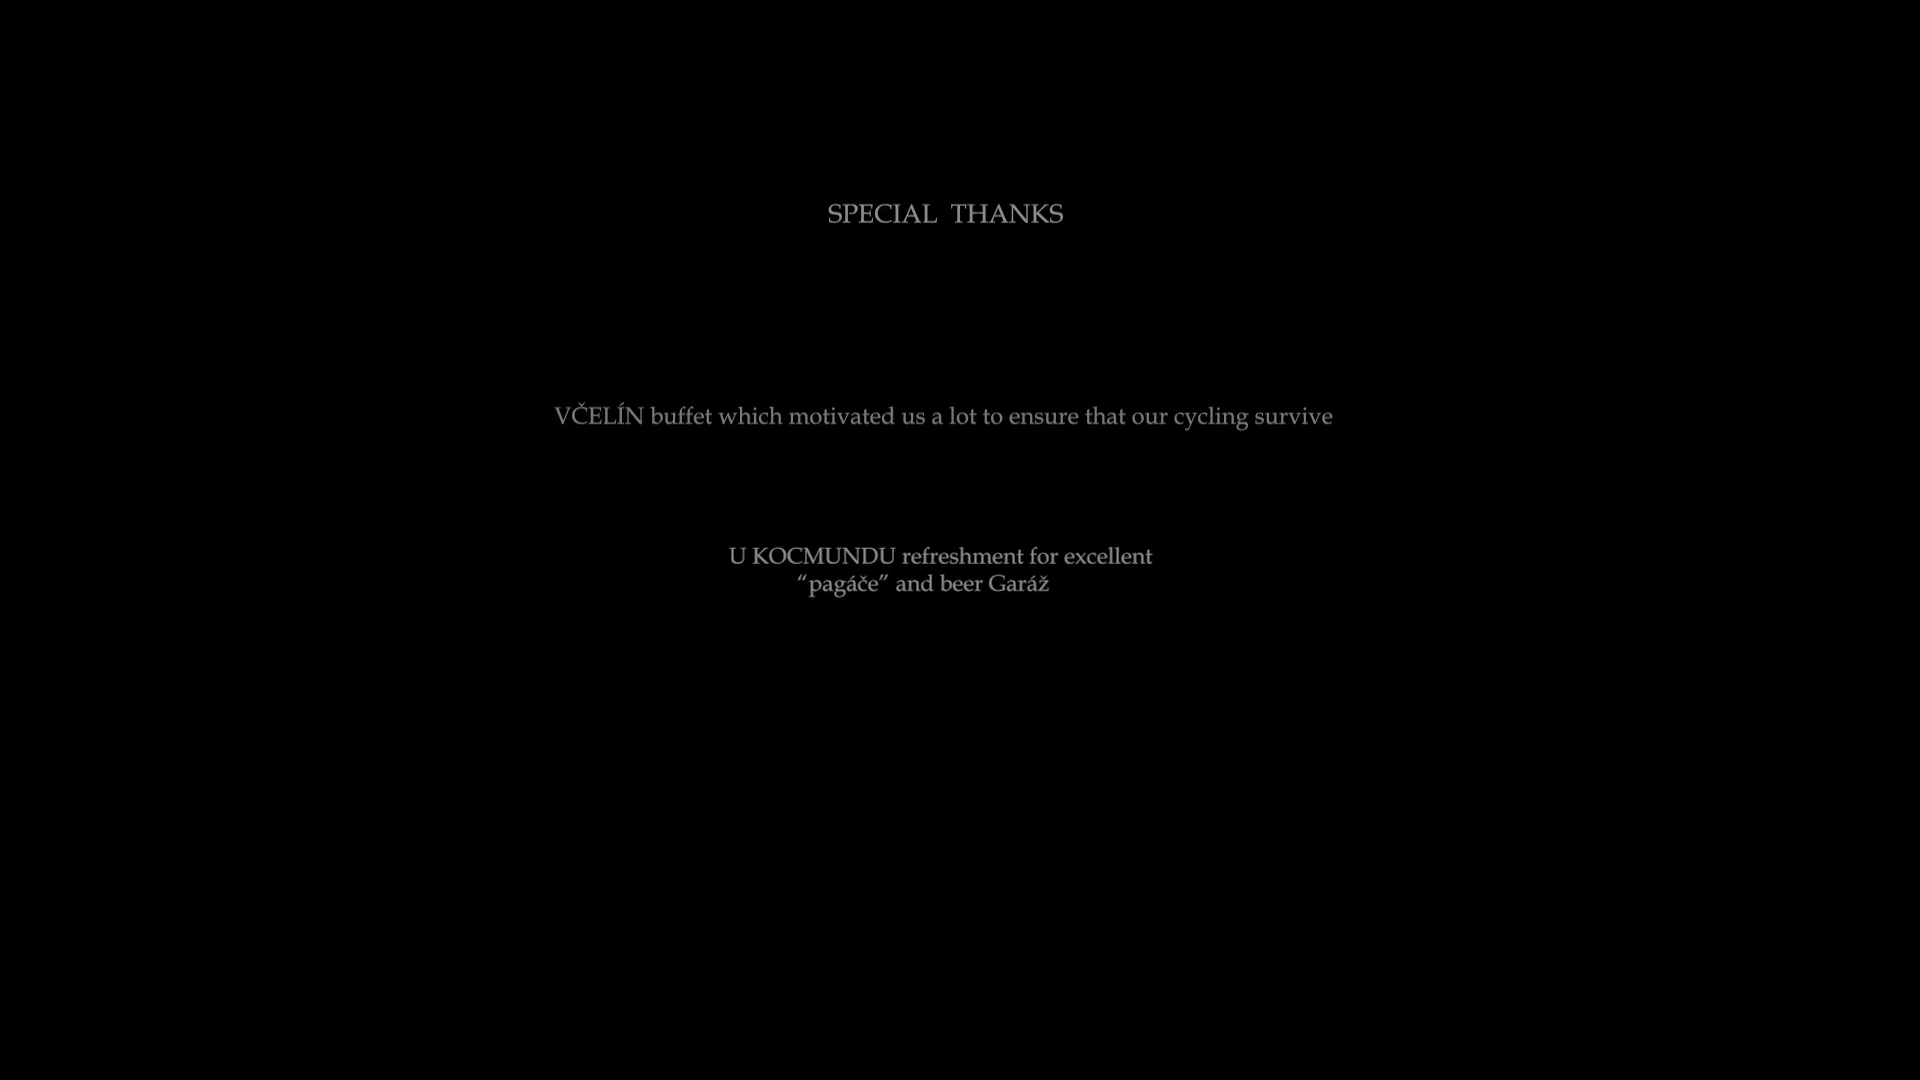 SPECIAL THANKS
VČELÍN buffet which motivated us a lot to ensure that our cycling survive
U KOCMUNDU refreshment for excellent
“pagáče” and beer Garáž